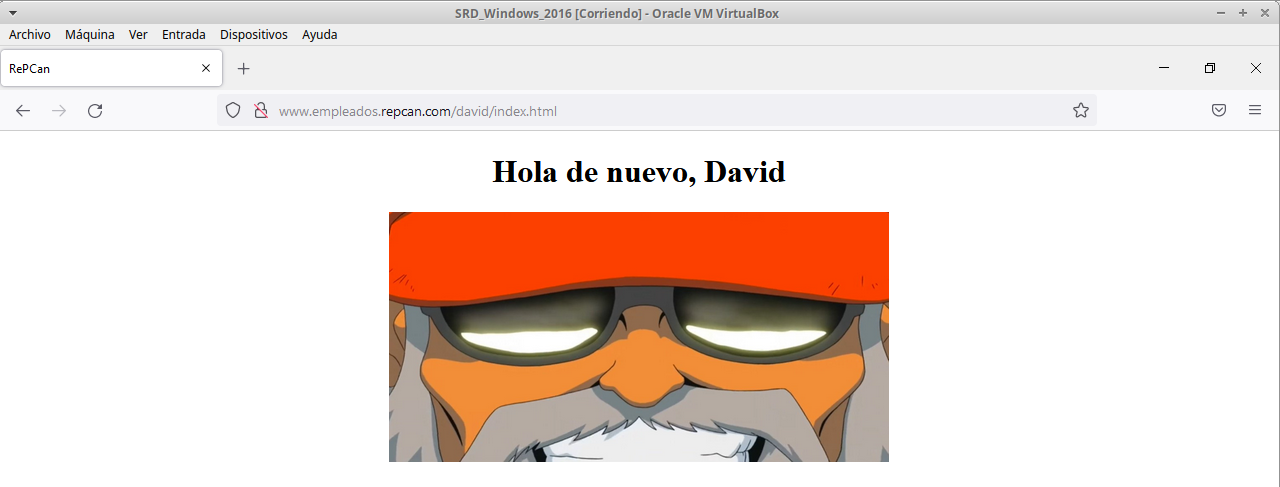 SRD_Windows_2016 [Corriendo] - Oracle VM VirtualBox
Archivo Máquina Ver Entrada Dispositivos Ayuda
RePCan
www.empleados.repcan.com/david/index.html
Hola de nuevo, David